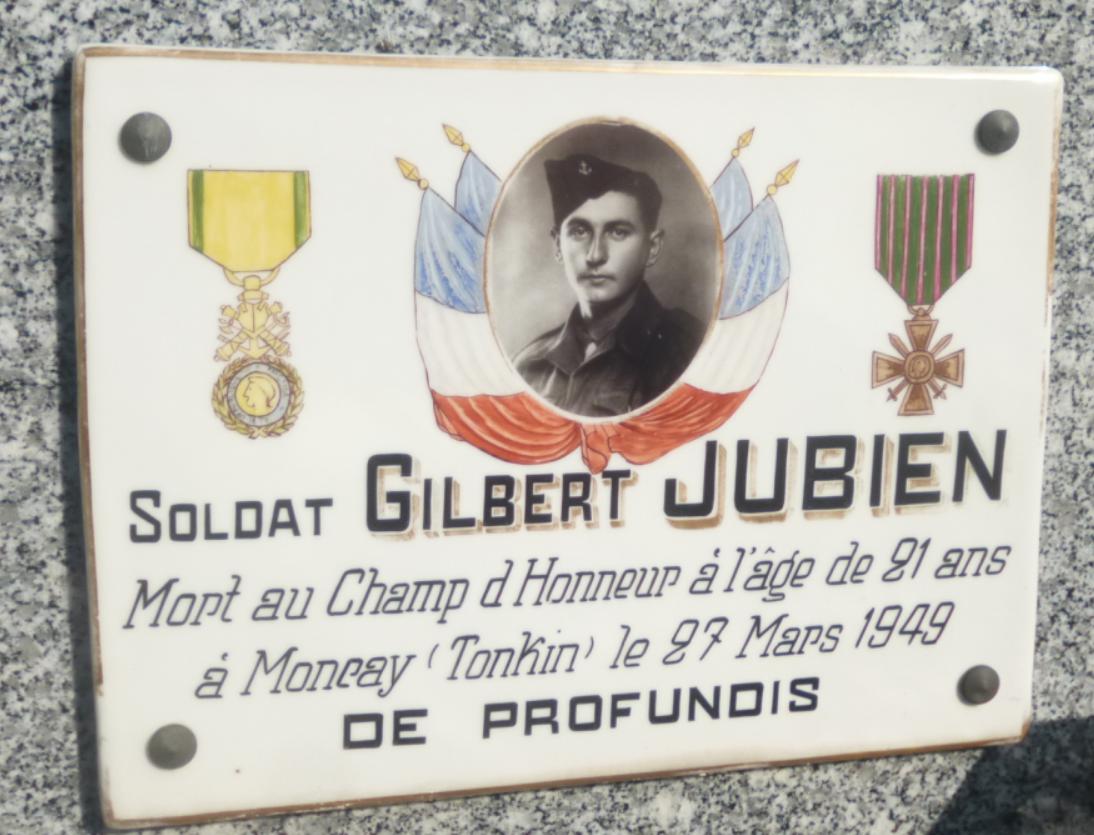 SOLDAT GILBERT JUBIEN
Mort au Champ d Honneur à l'âge de 21 ans
à Moncay (Tonkin) le 27 Mars 1949
DE PROFUNDIS